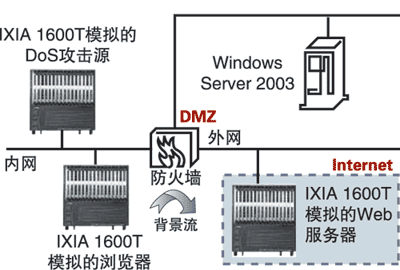 IXIA 1600T模拟的
DoS攻击源
Windows
Server 2003
DMZ
内网
外网
Internet
防火墙
背景流
IXIA 1600T
模拟的浏览器
IXIA 1600T
模拟的Web
服务器